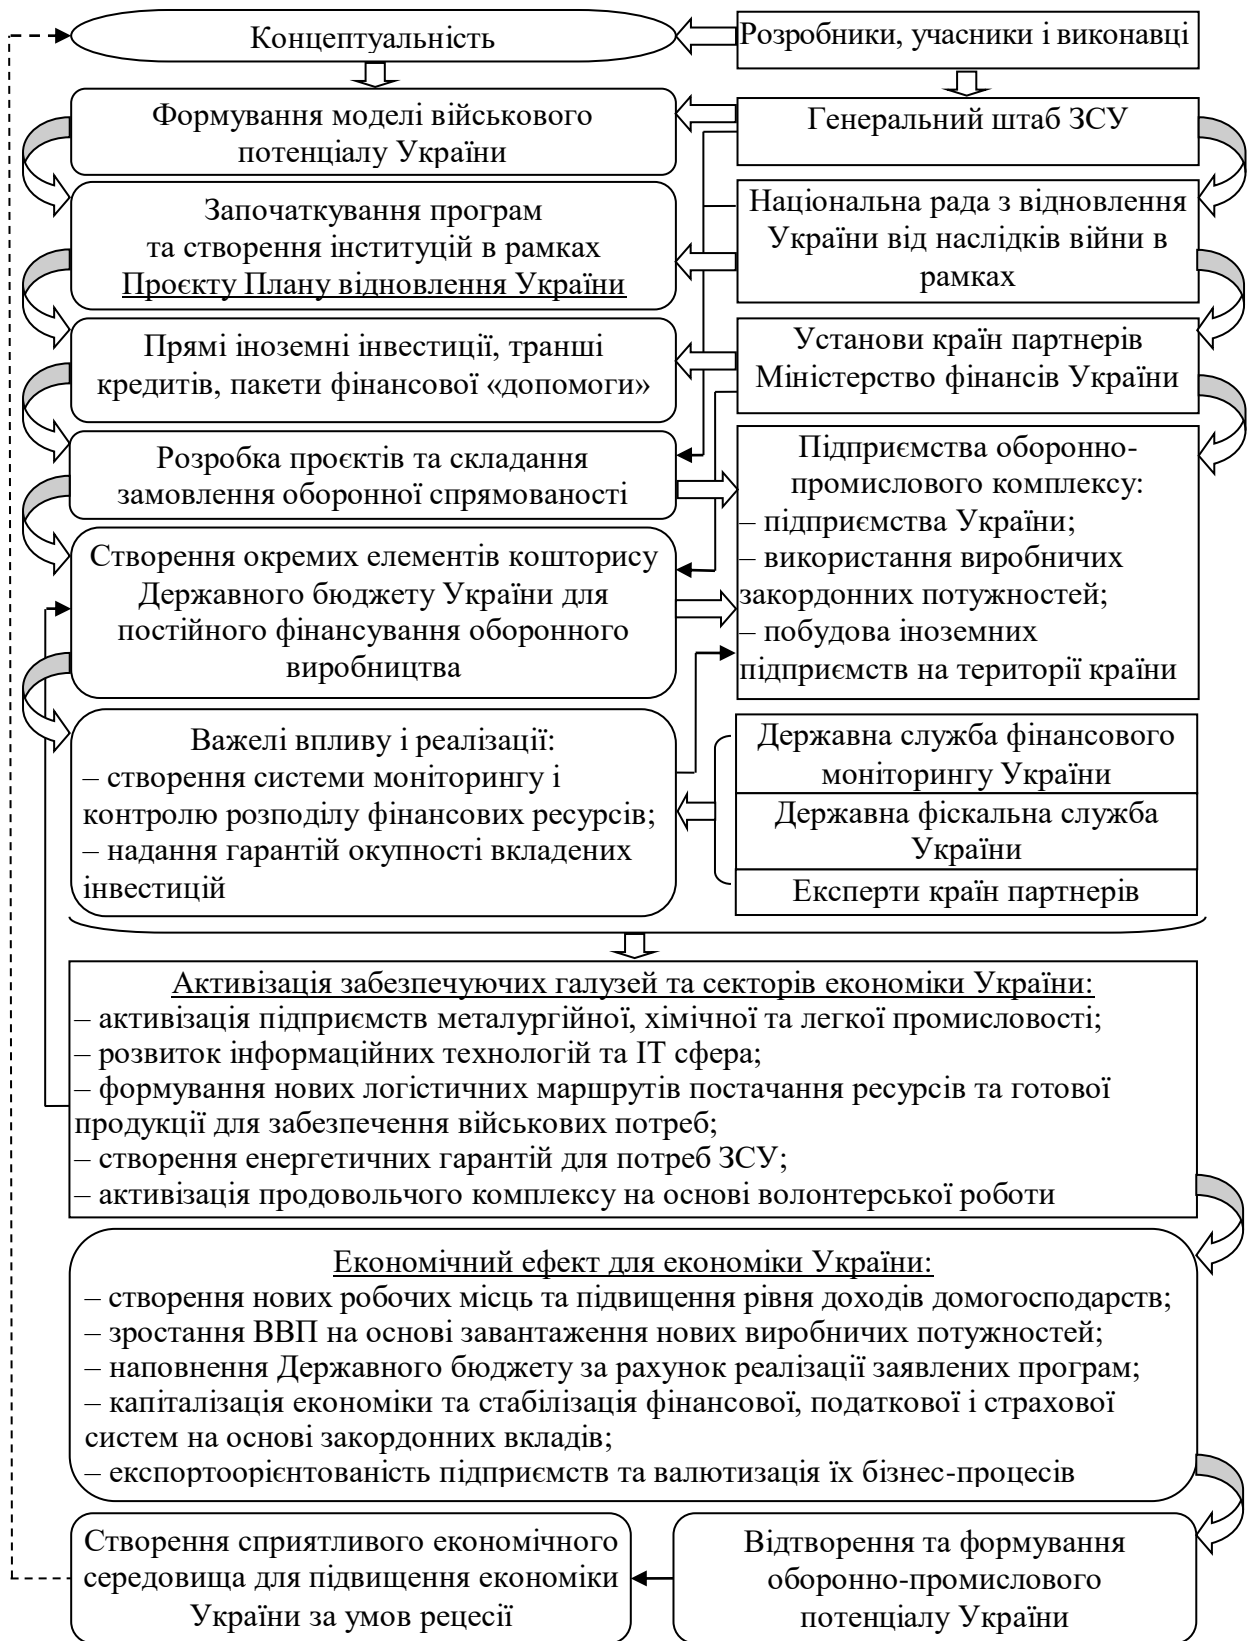 Концептуальність
Розробники, учасники і виконавці
Формування моделі військового
потенціалу України
Генеральний штаб ЗСУ
Започаткування програм
та створення інституцій в рамках
Проєкту Плану відновлення України
Національна рада з відновлення
України від наслідків війни в
рамках
Прямі іноземні інвестиції, транші
кредитів, пакети фінансової «допомоги»
Установи країн партнерів
Міністерство фінансів України
Розробка проєктів та складання
замовлення оборонної спрямованості
Підприємства оборонно-
промислового комплексу:
– підприємства України;
– використання виробничих
закордонних потужностей;
– побудова іноземних
підприємств на території країни
Створення окремих елементів кошторису
Державного бюджету України для
постійного фінансування оборонного
виробництва
Важелі впливу і реалізації:
– створення системи моніторингу і
контролю розподілу фінансових ресурсів;
– надання гарантій окупності вкладених
інвестицій
Державна служба фінансового
моніторингу України
Державна фіскальна служба
України
Експерти країн партнерів
Активізація забезпечуючих галузей та секторів економіки України:
– активізація підприємств металургійної, хімічної та легкої промисловості;
– розвиток інформаційних технологій та ІТ сфера;
– формування нових логістичних маршрутів постачання ресурсів та готової
продукції для забезпечення військових потреб;
– створення енергетичних гарантій для потреб ЗСУ;
– активізація продовольчого комплексу на основі волонтерської роботи
Економічний ефект для економіки України:
– створення нових робочих місць та підвищення рівня доходів домогосподарств;
– зростання ВВП на основі завантаження нових виробничих потужностей;
– наповнення Державного бюджету за рахунок реалізації заявлених програм;
– капіталізація економіки та стабілізація фінансової, податкової і страхової
систем на основі закордонних вкладів;
– експортоорієнтованість підприємств та валютизація їх бізнес-процесів
Створення сприятливого економічного
середовища для підвищення економіки
України за умов рецесії
Відтворення та формування
оборонно-промислового
потенціалу України